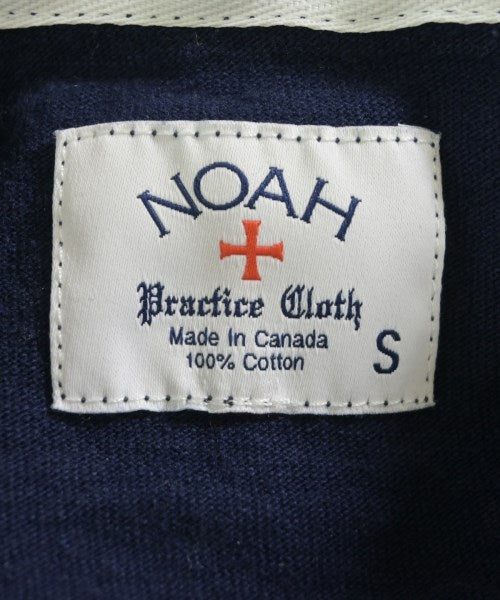 NOAH
Practice Cloth
Made In Canada
100% Cotton
S